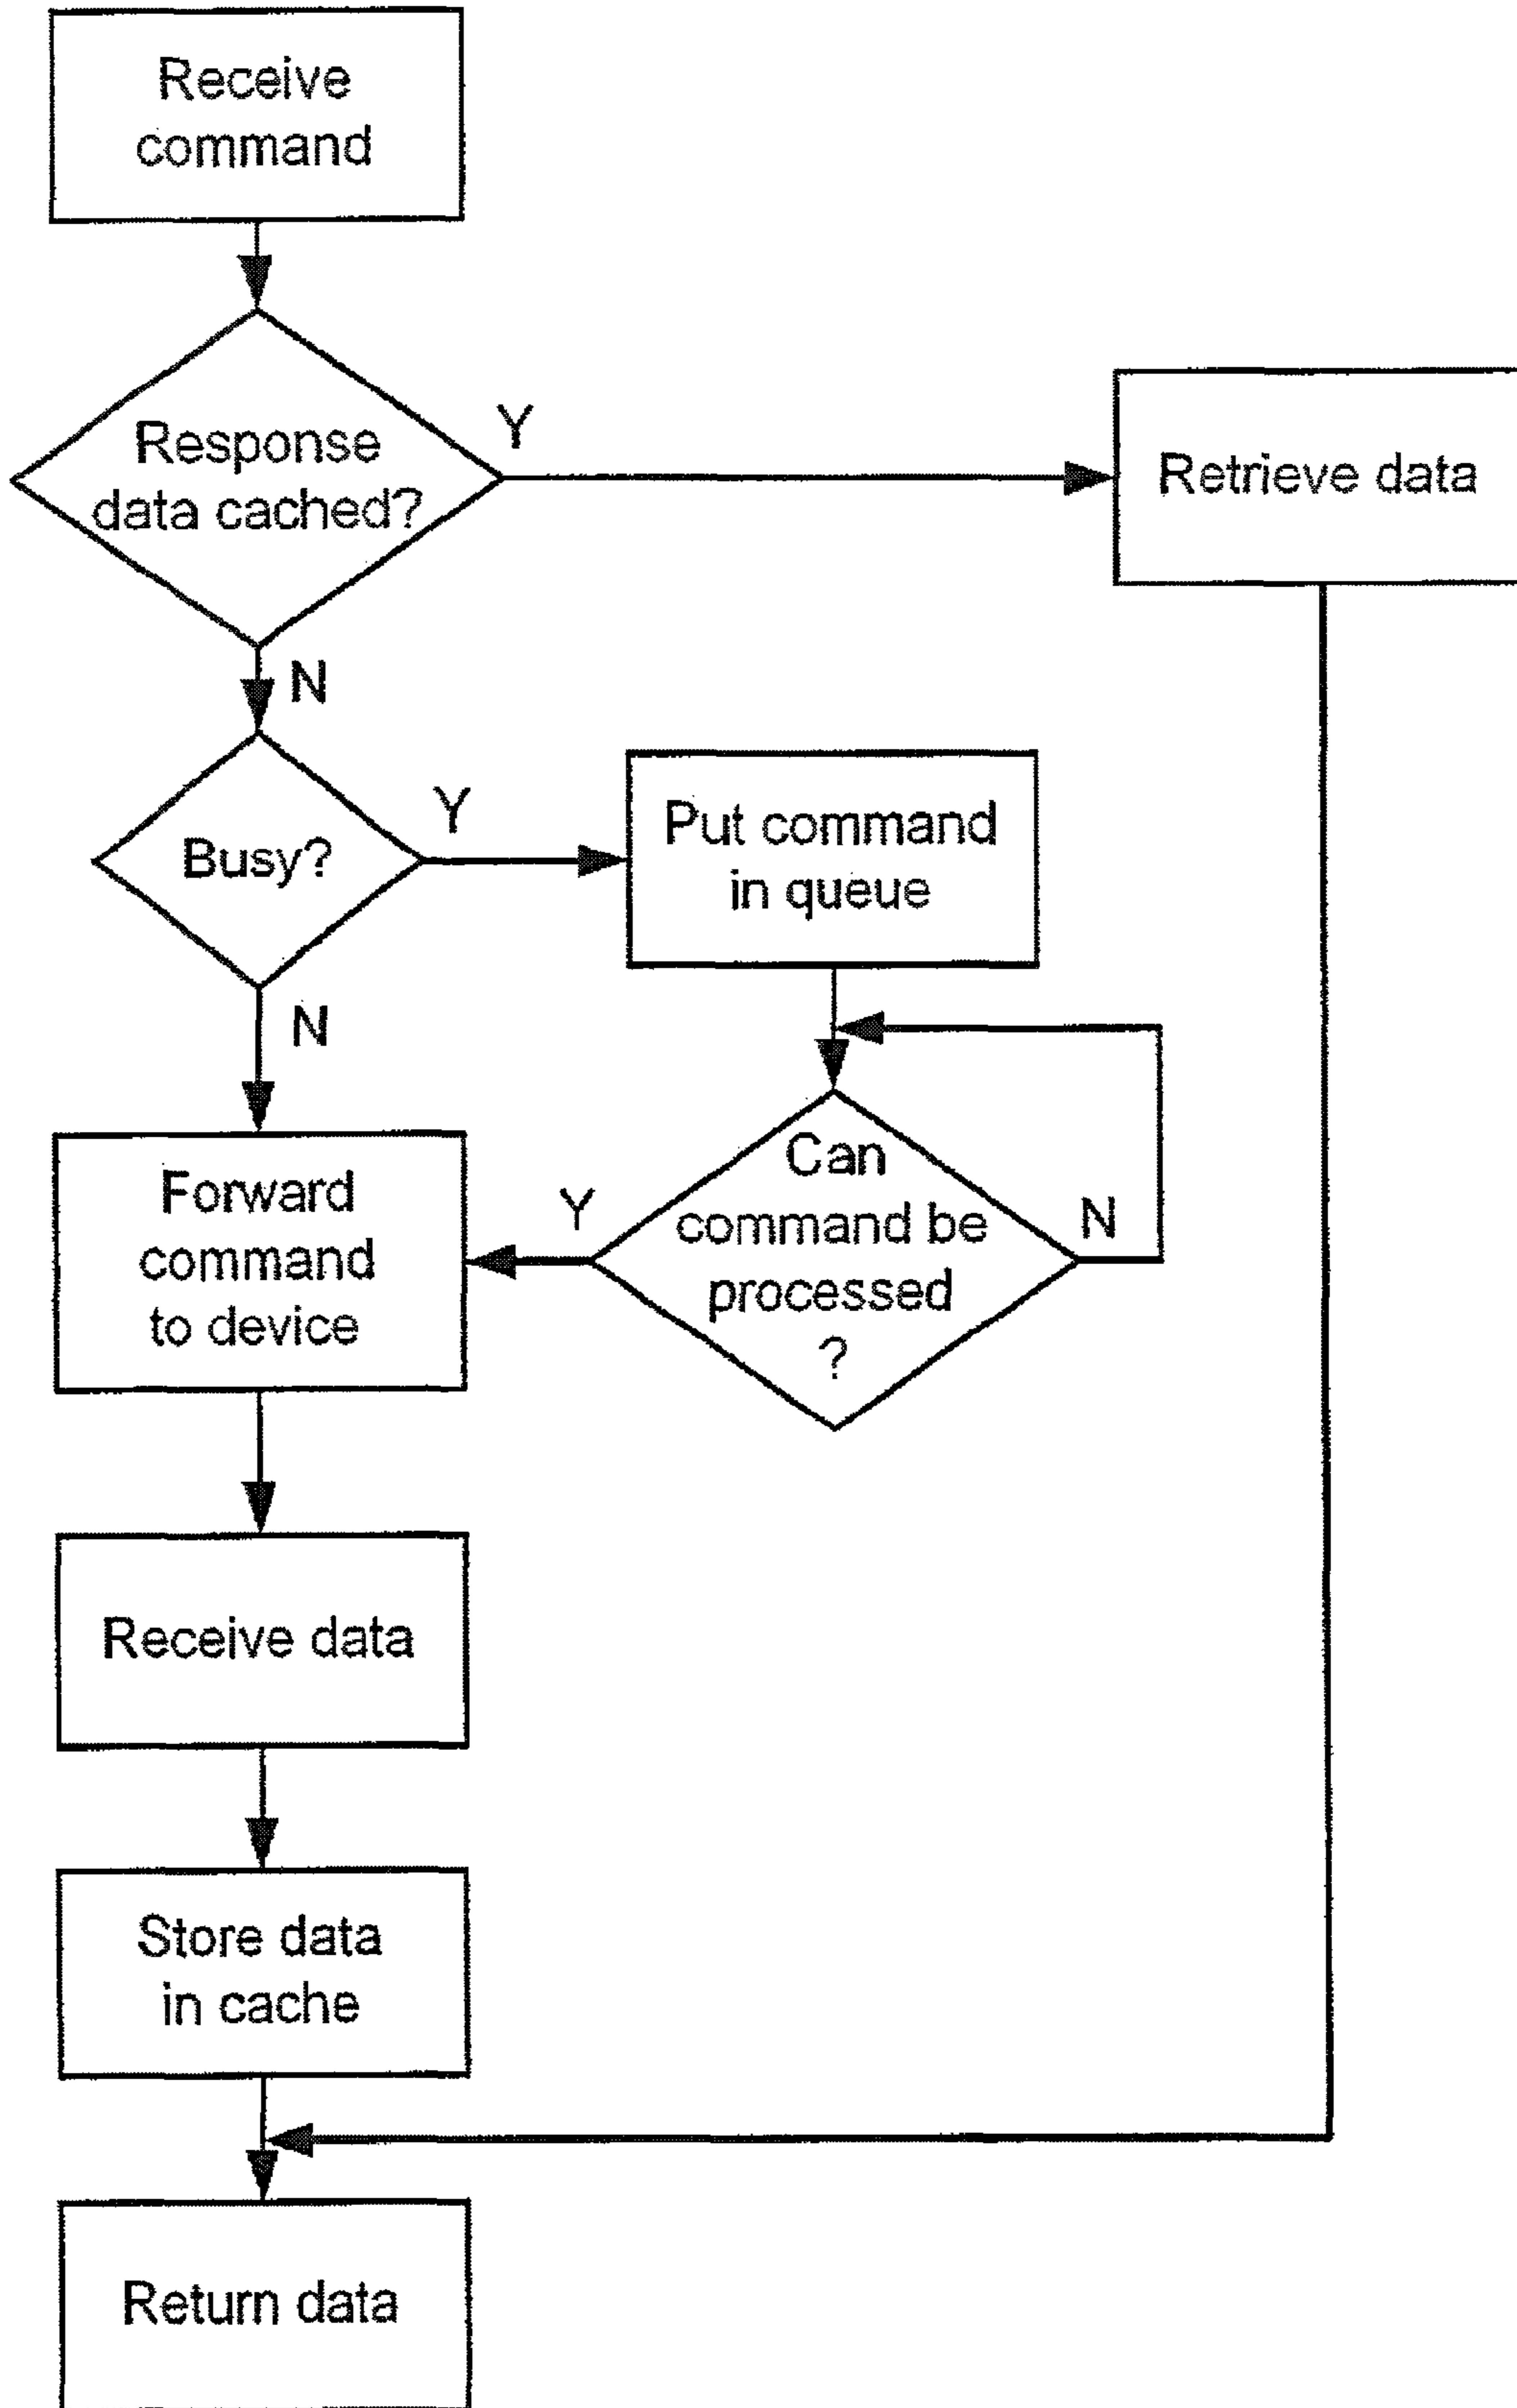 Receive
command
Response
data cached?
Y
Retrieve data
N
Busy?
Y
Put command
in queue
N
Forward
command
to device
Y
Can
command be
processed
?
N
Receive data
Store data
in cache
Return data